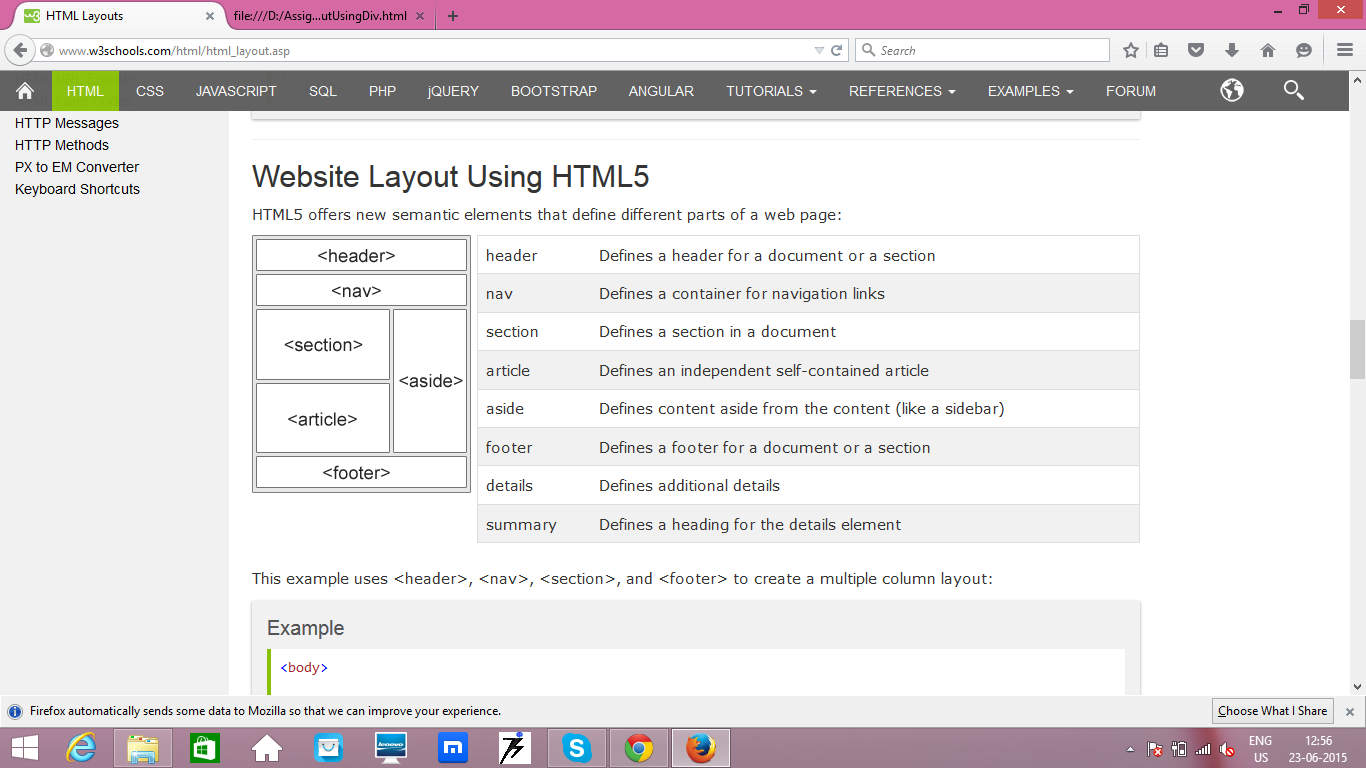 HTML Layouts
file:///D:/Assig...utUsingDiv.html
www.w3schools.com/html/html_layout.asp
Search
HTML CSS JAVASCRIPT SQL PHP jQUERY BOOTSTRAP ANGULAR TUTORIALS REFERENCES EXAMPLES FORUM
HTTP Messages
HTTP Methods
PX to EM Converter
Keyboard Shortcuts
Website Layout Using HTML5
HTML5 offers new semantic elements that define different parts of a web page:
<header>
<nav>
<section>
<aside>
<article>
<footer>
header Defines a header for a document or a section
nav Defines a container for navigation links
section Defines a section in a document
article Defines an independent self-contained article
aside Defines content aside from the content (like a sidebar)
footer Defines a footer for a document or a section
details Defines additional details
summary Defines a heading for the details element
This example uses <header>, <nav>, <section>, and <footer> to create a multiple column layout:
Example
<body>
Firefox automatically sends some data to Mozilla so that we can improve your experience.
Choose What I Share
lenovo
ENG
US
12:56
23-06-2015